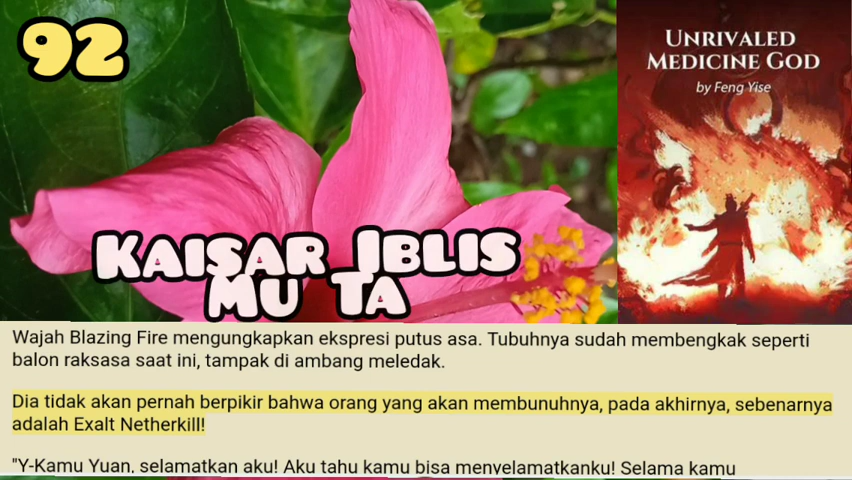 92
UNRIVALED
MEDICINE GOD
by Feng Yise
KAISAR IBLIS
MU TA
Wajah Blazing Fire mengungkapkan ekspresi putus asa. Tubuhnya sudah membengkak seperti
balon raksasa saat ini, tampak di ambang meledak.
Dia tidak akan pernah berpikir bahwa orang yang akan membunuhnya, pada akhirnya, sebenarnya
adalah Exalt Netherkill!
"Y-Kamu Yuan, selamatkan aku! Aku tahu kamu bisa menyelamatkanku! Selama kamu